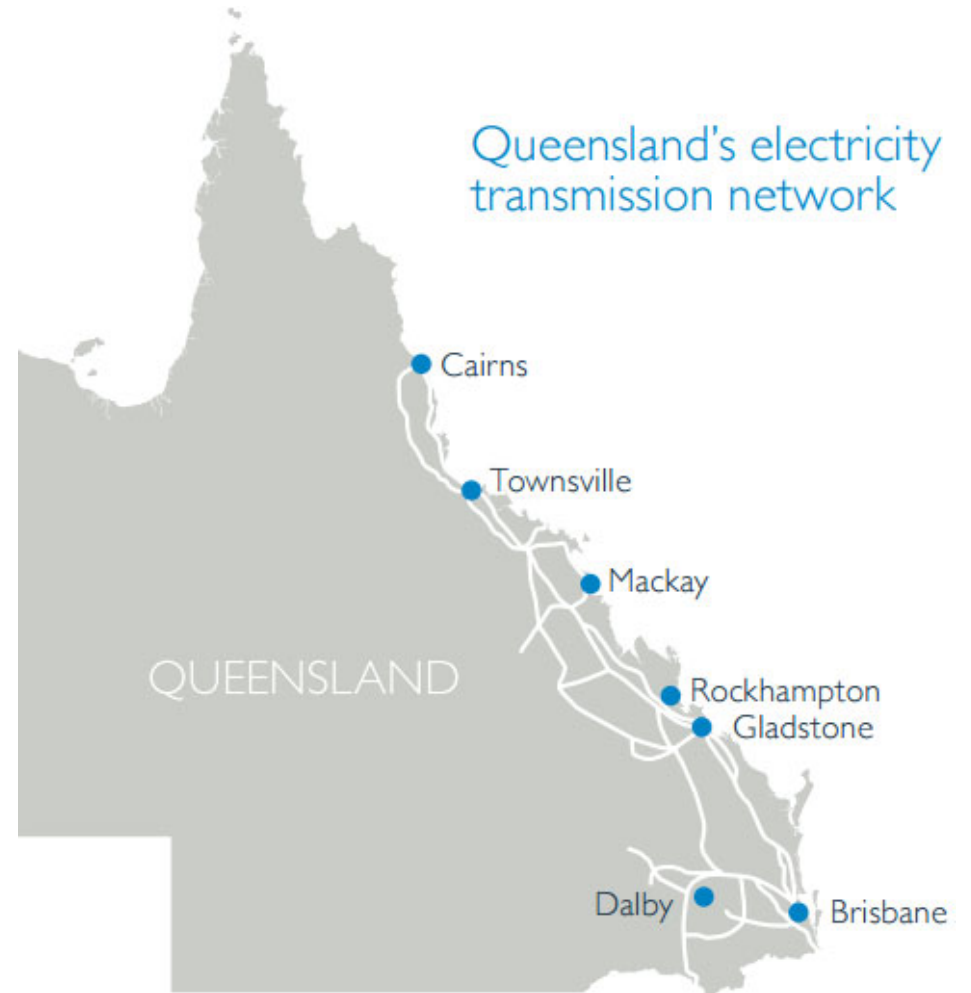 Queensland's electricity
transmission network
Cairns
Townsville
Mackay
QUEENSLAND
Rockhampton
Gladstone
Dalby
Brisbane